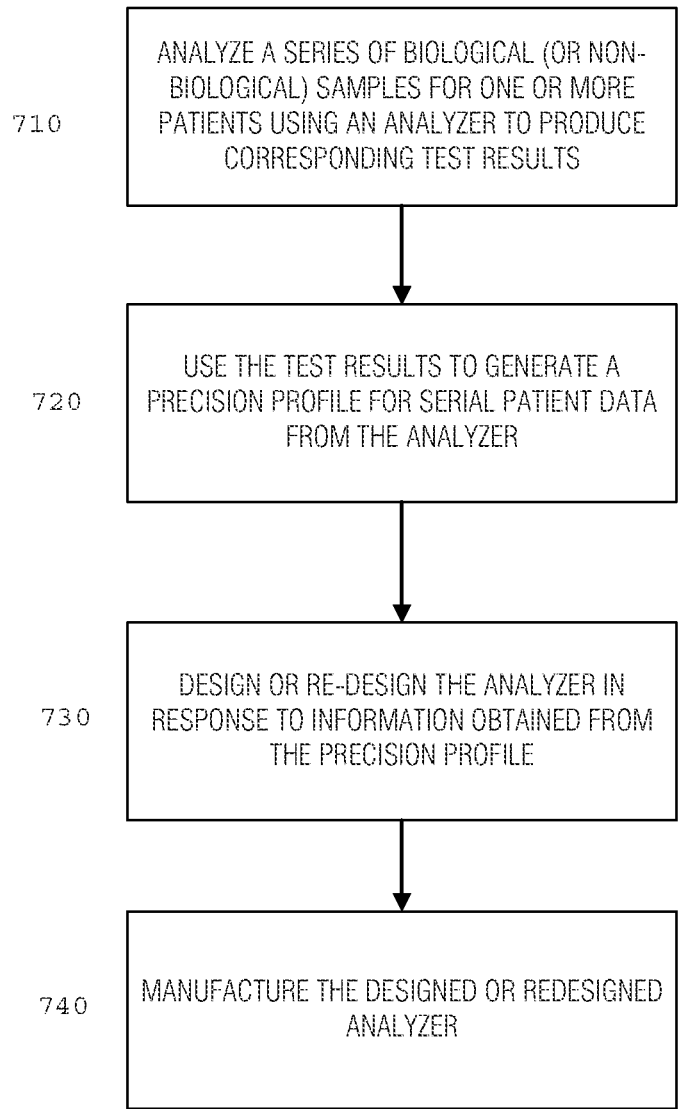 710
ANALYZE A SERIES OF BIOLOGICAL (OR NON-
BIOLOGICAL) SAMPLES FOR ONE OR MORE
PATIENTS USING AN ANALYZER TO PRODUCE
CORRESPONDING TEST RESULTS
720
USE THE TEST RESULTS TO GENERATE A
PRECISION PROFILE FOR SERIAL PATIENT DATA
FROM THE ANALYZER
730
DESIGN OR RE-DESIGN THE ANALYZER IN
RESPONSE TO INFORMATION OBTAINED FROM
THE PRECISION PROFILE
740
MANUFACTURE THE DESIGNED OR REDESIGNED
ANALYZER